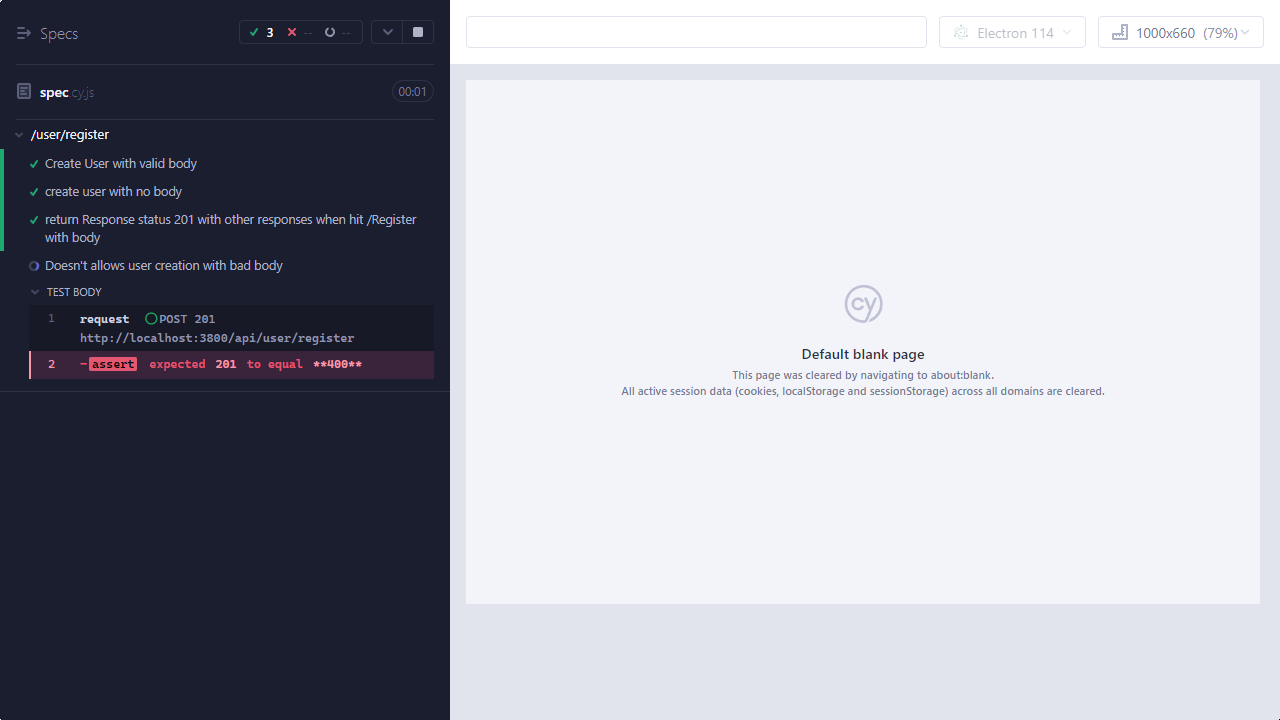 Specs
3 -- --
spec.cy.js
00:01
/user/register
Create User with valid body
create user with no body
return Response status 201 with other responses when hit /Register
with body
Doesn't allows user creation with bad body
TEST BODY
1 request POST 201
http://localhost:3800/api/user/register
2 -assert expected 201 to equal **400**
Electron 114
1000x660 (79%)
cy
Default blank page
This page was cleared by navigating to about:blank.
All active session data (cookies, localStorage and sessionStorage) across all domains are cleared.